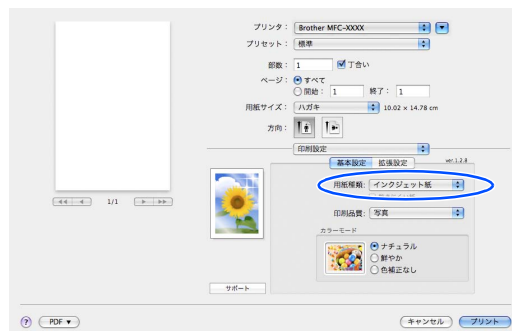 プリンタ： Brother MFC-XXXX
プリセット： 標準
部数： 1 丁合い
ページ： すべて
開始： 1 終了： 1
用紙サイズ： ハガキ 10.02 × 14.78 cm
方向：
印刷設定
基本設定 拡張設定 ver.1.2.8
用紙種類: インクジェット紙
1/1
印刷品質: 写真
カラーモード
ナチュラル
鮮やか
色補正なし
サポート
? PDF▼ キャンセル プリント